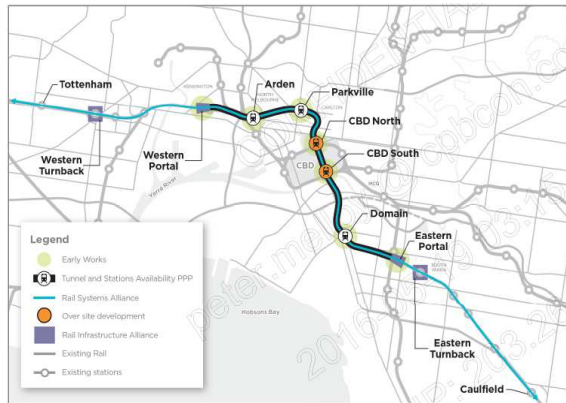 Tottenham
Arden
Parkville
KENSINGTON
NORTH
MELBOURNE
CARLTON
CBD North
Western
Turnback
Western
Portal
CBD
CBD South
Yarra River
MCG
Domain
Eastern
Portal
SOUTH
YARRA
Hobsons Bay
Eastern
Turnback
Caulfield
Legend
Early Works
Tunnel and Stations Availability PPP
Rail Systems Alliance
Over site development
Rail Infrastructure Alliance
Existing Rail
Existing stations